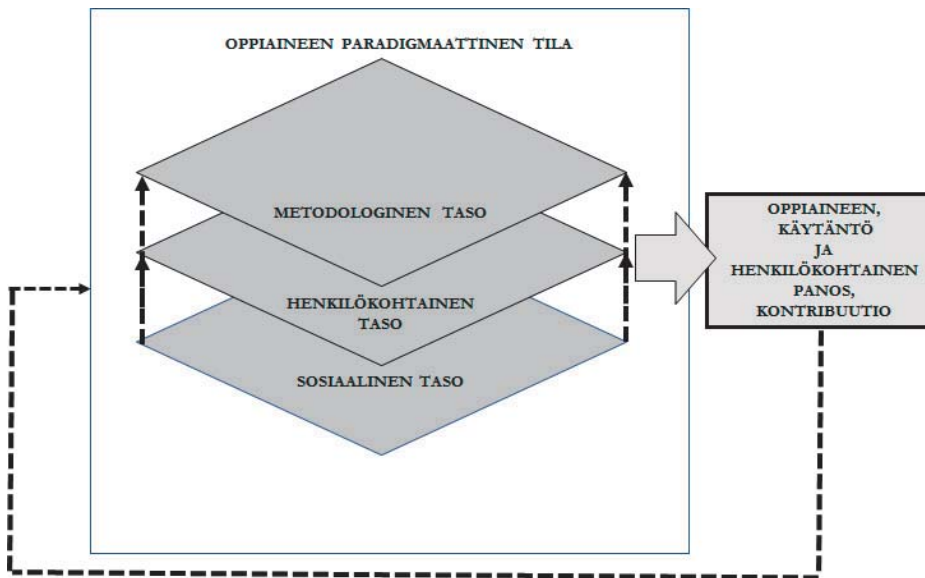 OPPIAINEEN PARADIGMAATTINEN TILA
METODOLOGINEN TASO
HENKILÖKOHTAINEN
TASO
SOSIAALINEN TASO
OPPIAINEEN,
KÄYTÄNTÖ
JA
HENKILÖKOHTAINEN
PANOS,
KONTRIBUUTIO